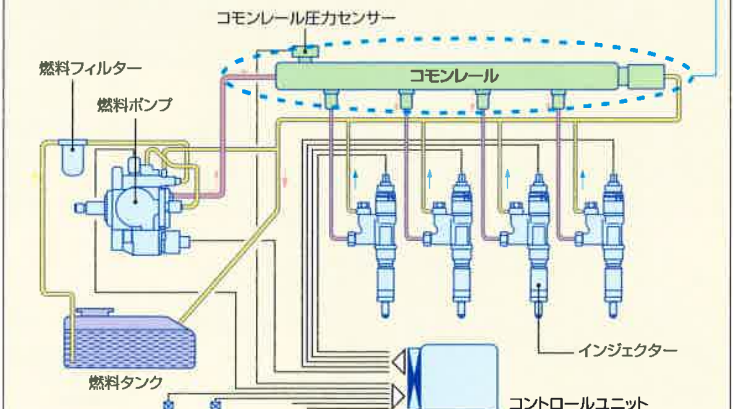 コモンレール圧力センサー
燃料フィルター
コモンレール
燃料ポンプ
インジェクター
燃料タンク
コントロールユニット